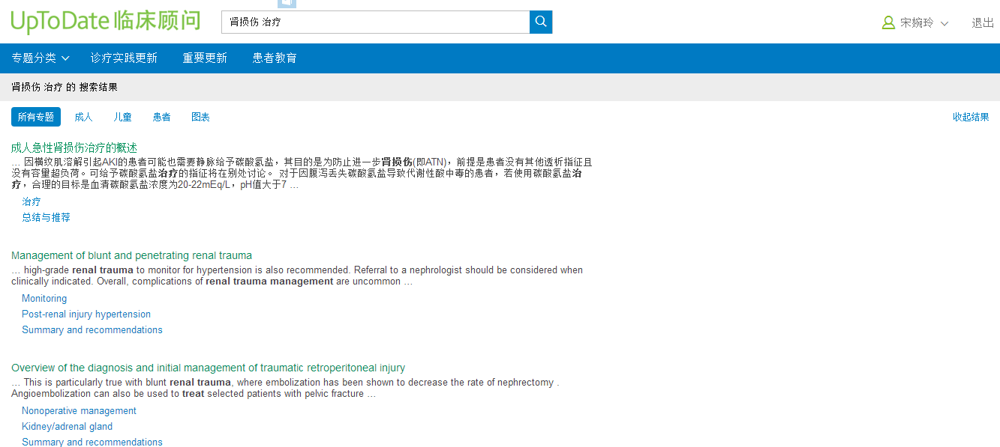 UpToDate 临床顾问
肾损伤 治疗
宋婉玲
退出
专题分类 诊疗实践更新 重要更新 患者教育
肾损伤 治疗 的 搜索结果
所有专题 成人 儿童 患者 图表
收起结果
成人急性肾损伤治疗的概述
... 因横纹肌溶解引起AKI的患者可能也需要静脉给予碳酸氢盐，其目的是为防止进一步肾损伤(即ATN)，前提是患者没有其他透析指征且
没有容量超负荷。可给予碳酸氢盐治疗的指征将在别处讨论。 对于因腹泻丢失碳酸氢盐导致代谢性酸中毒的患者，若使用碳酸氢盐治
疗，合理的目标是血清碳酸氢盐浓度为20-22mEq/L，pH值大于7 ...
治疗
总结与推荐
Management of blunt and penetrating renal trauma
... high-grade renal trauma to monitor for hypertension is also recommended. Referral to a nephrologist should be considered when
clinically indicated. Overall, complications of renal trauma management are uncommon ...
Monitoring
Post-renal injury hypertension
Summary and recommendations
Overview of the diagnosis and initial management of traumatic retroperitoneal injury
... This is particularly true with blunt renal trauma, where embolization has been shown to decrease the rate of nephrectomy .
Angioembolization can also be used to treat selected patients with pelvic fracture ...
Nonoperative management
Kidney/adrenal gland
Summary and recommendations